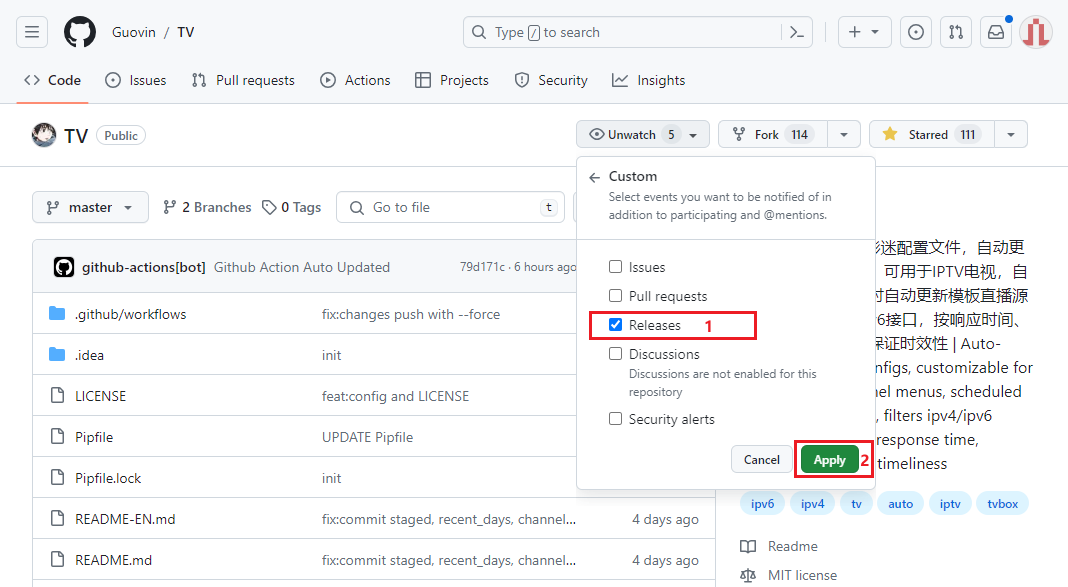 Guovin / TV
Type / to search
Code
Issues
Pull requests
Actions
Projects
Security
Insights
TV Public
Unwatch 5
Fork 114
Starred 111
master
2 Branches
0 Tags
Go to file
t
Custom
Select events you want to be notified of in
addition to participating and @mentions.
Issues
Pull requests
Releases 1
Discussions
Discussions are not enabled for this
repository
Security alerts
Cancel
Apply 2
github-actions[bot] Github Action Auto Updated
79d171c · 6 hours ago
.github/workflows
fix:changes push with --force
.idea
init
LICENSE
feat:config and LICENSE
Pipfile
UPDATE Pipfile
Pipfile.lock
init
README-EN.md
fix:commit staged, recent_days, channel...
4 days ago
README.md
fix:commit staged, recent_days, channel...
4 days ago
迷配置文件，自动更
可用于IPTV电视，自
时自动更新模板直播源
6接口，按响应时间、
保证时效性 | Auto-
nfigs, customizable for
nel menus, scheduled
, filters ipv4/ipv6
response time,
timeliness
ipv6
ipv4
tv
auto
iptv
tvbox
Readme
MIT license